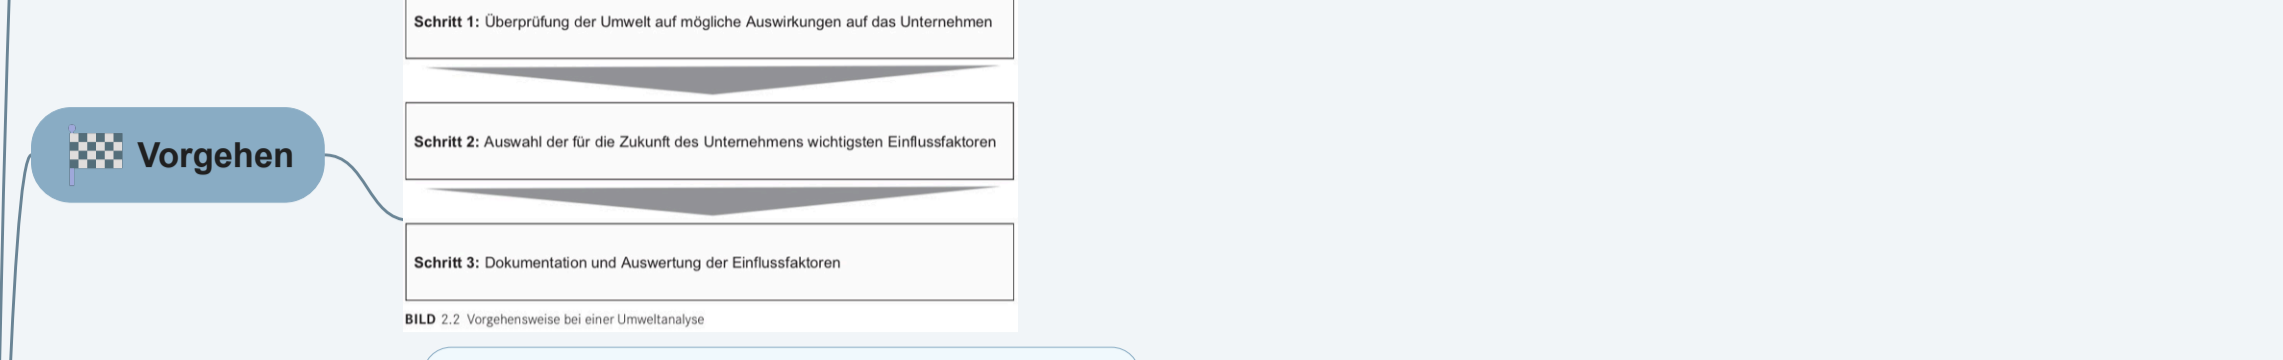 Schritt 1: Überprüfung der Umwelt auf mögliche Auswirkungen auf das Unternehmen
Vorgehen
Schritt 2: Auswahl der für die Zukunft des Unternehmens wichtigsten Einflussfaktoren
Schritt 3: Dokumentation und Auswertung der Einflussfaktoren
BILD 2.2 Vorgehensweise bei einer Umweltanalyse